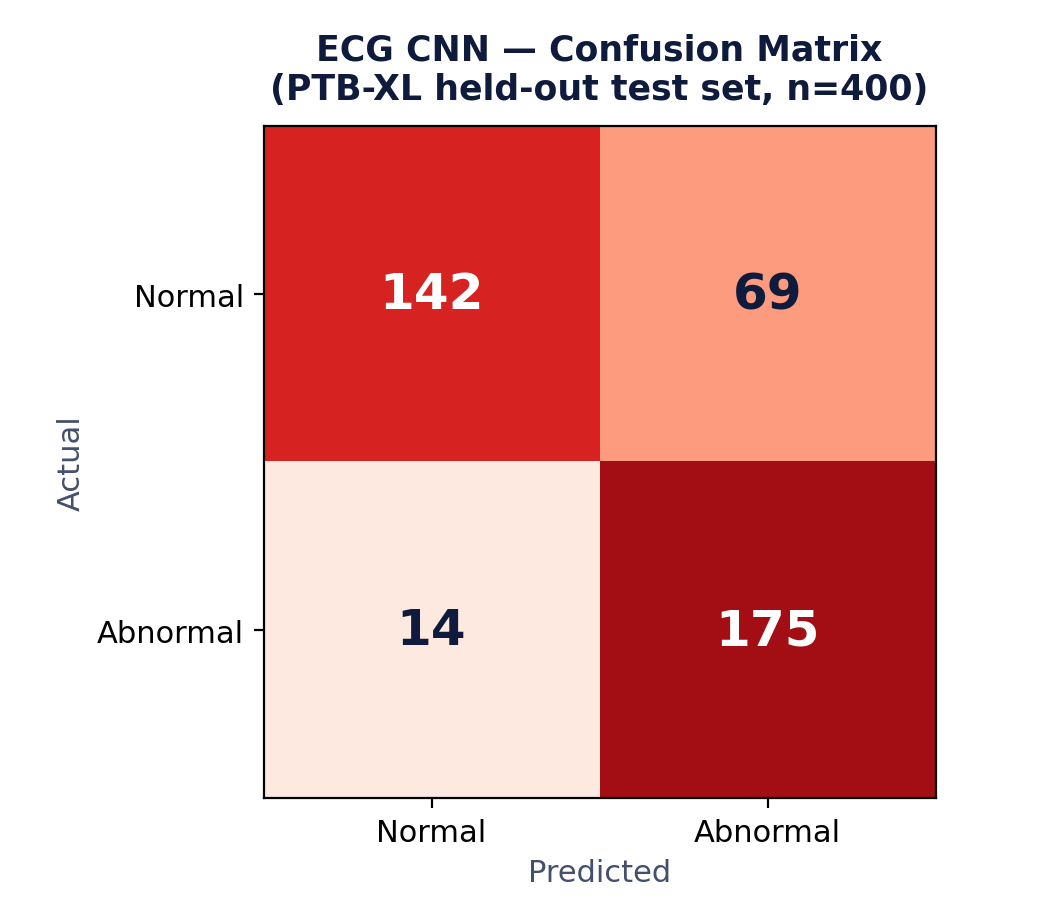 ECG CNN — Confusion Matrix
(PTB-XL held-out test set, n=400)
Actual
Normal
142
69
Abnormal
14
175
Normal
Abnormal
Predicted